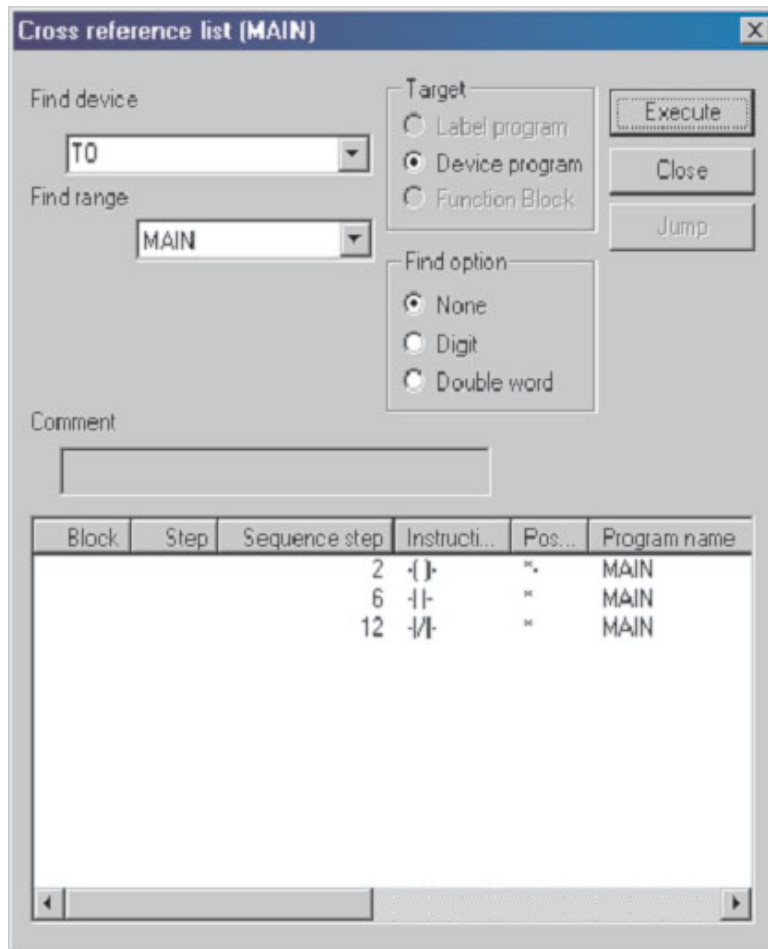 Cross reference list (MAIN)
Find device
T0
Find range
MAIN
Target
Label program
Device program
Function Block
Find option
None
Digit
Double word
Execute
Close
Jump
Comment
Block Step Sequence step Instructi... Pos... Program name
2 -( )- *- MAIN
6 -| |- * MAIN
12 -|/|- * MAIN